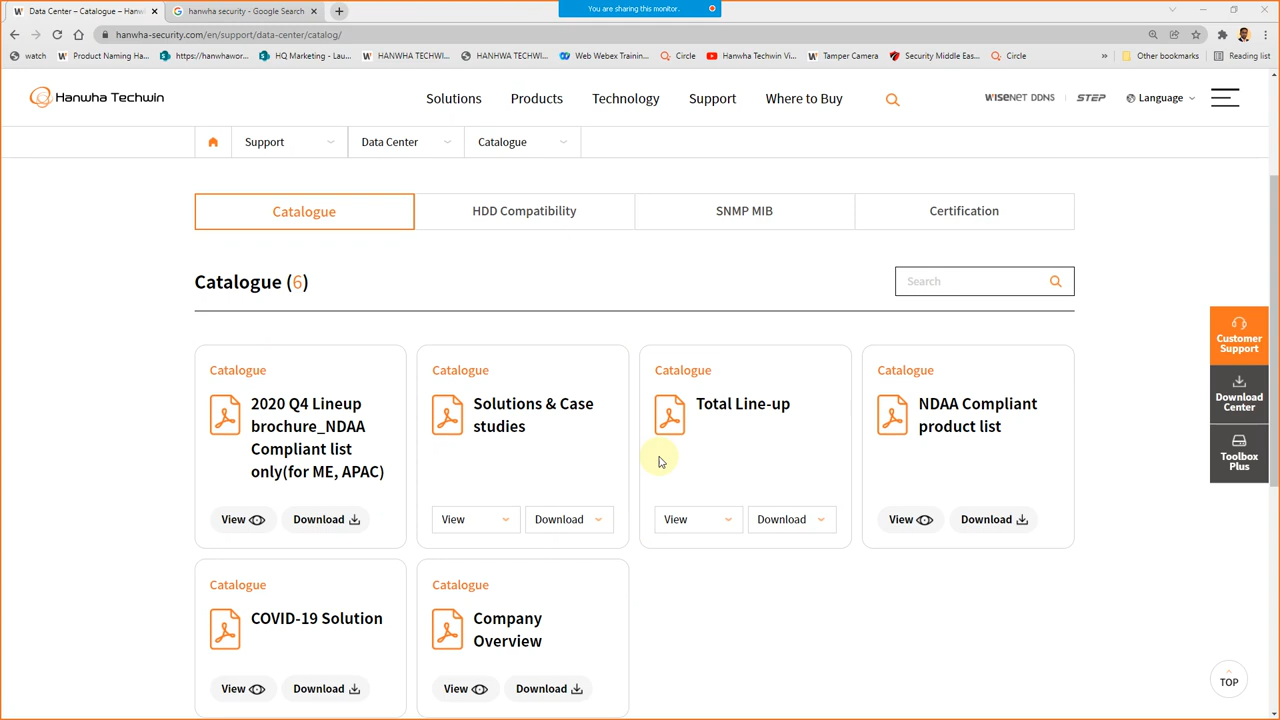 Data Center – Catalogue – Hanw
hanwha security - Google Search
You are sharing this monitor.
hanwha-security.com/en/support/data-center/catalog/
watch
Product Naming Ha...
https://hanwhawor...
HQ Marketing - Lau...
HANWHA TECHWI...
HANHWA TECHWI...
Web Webex Training...
Circle
Hanwha Techwin Vi...
Tamper Camera
Security Middle Eas...
Circle
»
Other bookmarks
Reading list
Hanwha Techwin
Solutions
Products
Technology
Support
Where to Buy
WISENET DDNS
STEP
Language
Support
Data Center
Catalogue
Catalogue
HDD Compatibility
SNMP MIB
Certification
Catalogue (6)
Search
Customer
Support
Download
Center
Toolbox
Plus
Catalogue
2020 Q4 Lineup
brochure_NDAA
Compliant list
only(for ME, APAC)
View
Download
Catalogue
Solutions & Case
studies
View
Download
Catalogue
Total Line-up
View
Download
Catalogue
NDAA Compliant
product list
View
Download
Catalogue
COVID-19 Solution
View
Download
Catalogue
Company
Overview
View
Download
TOP